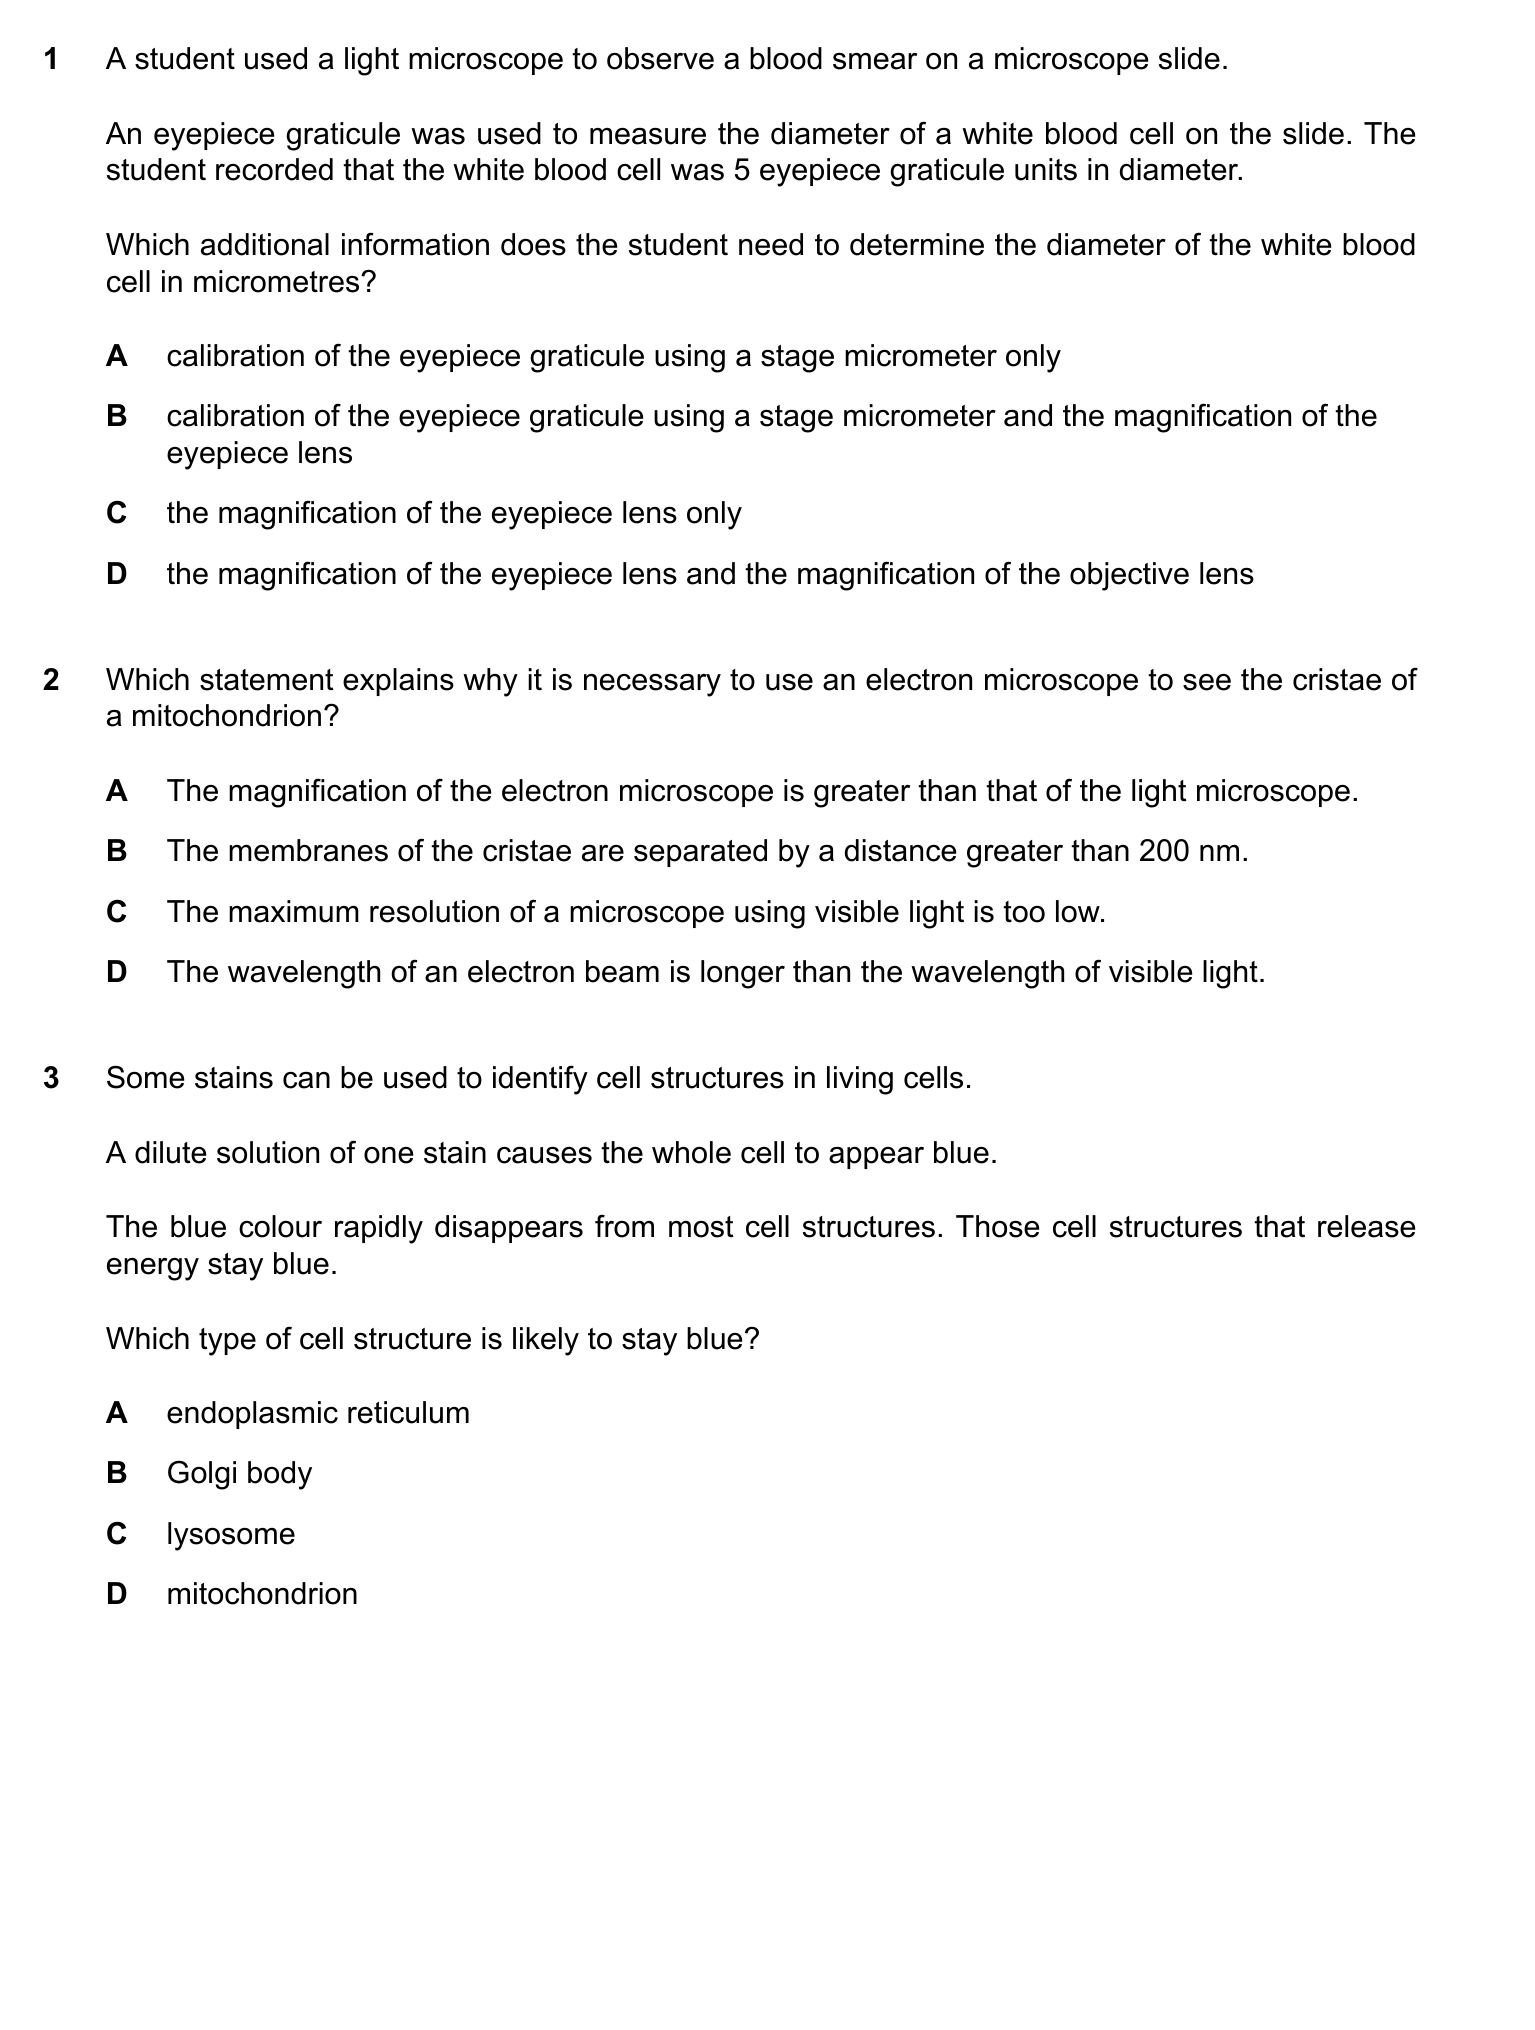 1 A student used a light microscope to observe a blood smear on a microscope slide.
An eyepiece graticule was used to measure the diameter of a white blood cell on the slide. The
student recorded that the white blood cell was 5 eyepiece graticule units in diameter.
Which additional information does the student need to determine the diameter of the white blood
cell in micrometres?
A calibration of the eyepiece graticule using a stage micrometer only
B calibration of the eyepiece graticule using a stage micrometer and the magnification of the
eyepiece lens
C the magnification of the eyepiece lens only
D the magnification of the eyepiece lens and the magnification of the objective lens
2 Which statement explains why it is necessary to use an electron microscope to see the cristae of
a mitochondrion?
A The magnification of the electron microscope is greater than that of the light microscope.
B The membranes of the cristae are separated by a distance greater than 200 nm.
C The maximum resolution of a microscope using visible light is too low.
D The wavelength of an electron beam is longer than the wavelength of visible light.
3 Some stains can be used to identify cell structures in living cells.
A dilute solution of one stain causes the whole cell to appear blue.
The blue colour rapidly disappears from most cell structures. Those cell structures that release
energy stay blue.
Which type of cell structure is likely to stay blue?
A endoplasmic reticulum
B Golgi body
C lysosome
D mitochondrion